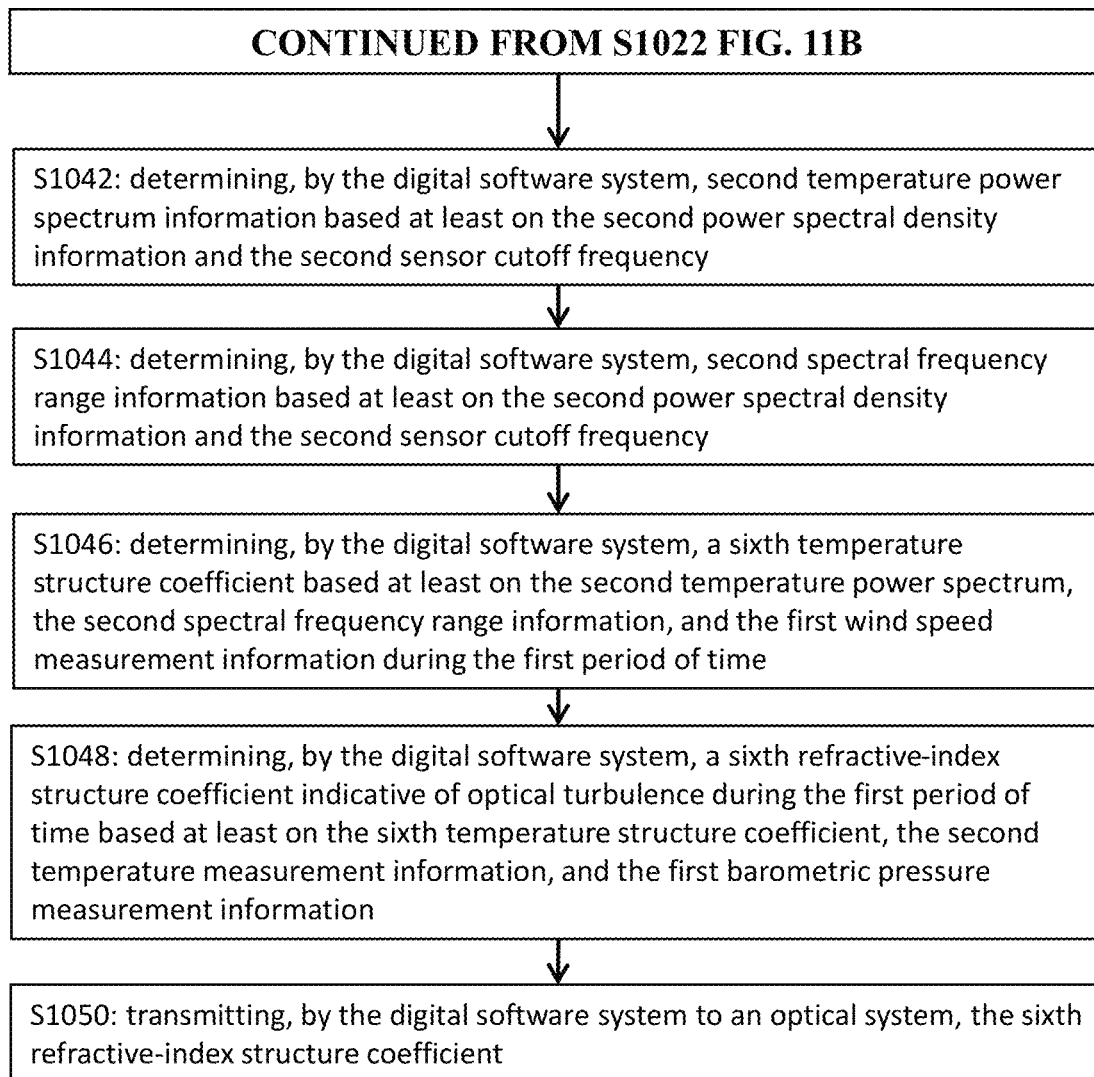 CONTINUED FROM S1022 FIG. 11B
S1042: determining, by the digital software system, second temperature power
spectrum information based at least on the second power spectral density
information and the second sensor cutoff frequency
S1044: determining, by the digital software system, second spectral frequency
range information based at least on the second power spectral density
information and the second sensor cutoff frequency
S1046: determining, by the digital software system, a sixth temperature
structure coefficient based at least on the second temperature power spectrum,
the second spectral frequency range information, and the first wind speed
measurement information during the first period of time
S1048: determining, by the digital software system, a sixth refractive-index
structure coefficient indicative of optical turbulence during the first period of
time based at least on the sixth temperature structure coefficient, the second
temperature measurement information, and the first barometric pressure
measurement information
S1050: transmitting, by the digital software system to an optical system, the sixth
refractive-index structure coefficient